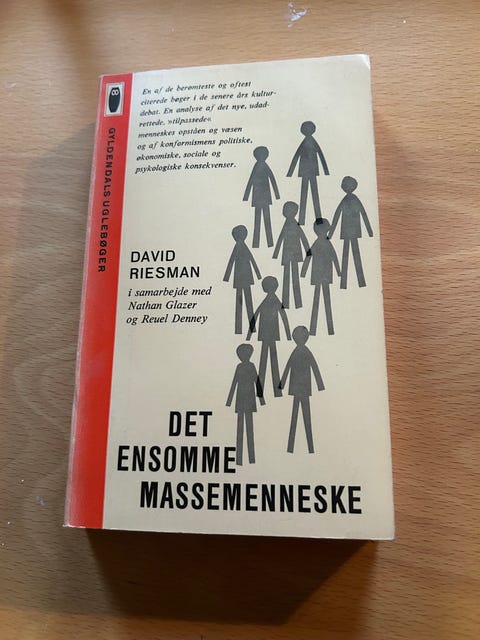 En af de berømteste og oftest
citerede bøger i de senere års kultur-
debat. En analyse af det nye, udad-
rettede, »tilpassede«
menneskes opståen og væsen
og af konformismens politiske,
økonomiske, sociale og
psykologiske konsekvenser.
GYLDENDALS UGLEBØGER
DAVID
RIESMAN
i samarbejde med
Nathan Glazer
og Reuel Denney
DET
ENSOMME
MASSEMENNESKE